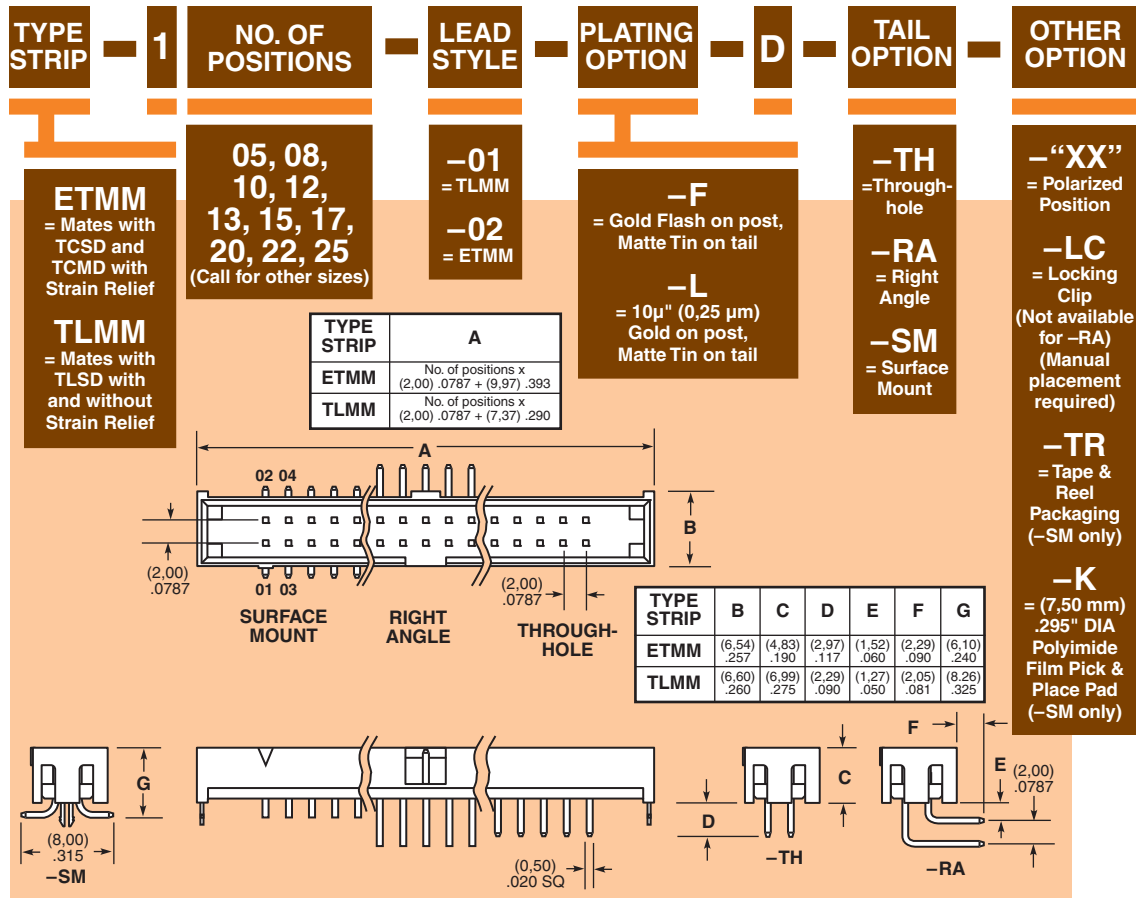 TYPE
STRIP
–
1
NO. OF
POSITIONS
–
LEAD
STYLE
–
PLATING
OPTION
–
D
–
TAIL
OPTION
–
OTHER
OPTION
ETMM
= Mates with
TCSD and
TCMD with
Strain Relief
TLMM
= Mates with
TLSD with
and without
Strain Relief
05, 08,
10, 12,
13, 15, 17,
20, 22, 25
(Call for other sizes)
–01
= TLMM
–02
= ETMM
–F
= Gold Flash on post,
Matte Tin on tail
–L
= 10µ" (0,25 µm)
Gold on post,
Matte Tin on tail
–TH
=Through-
hole
–RA
= Right
Angle
–SM
= Surface
Mount
–“XX”
= Polarized
Position
–LC
= Locking
Clip
(Not available
for –RA)
(Manual
placement
required)
–TR
= Tape &
Reel
Packaging
(–SM only)
–K
= (7,50 mm)
.295" DIA
Polyimide
Film Pick &
Place Pad
(–SM only)
TYPE
STRIP
A
ETMM
No. of positions x
(2,00) .0787 + (9,97) .393
TLMM
No. of positions x
(2,00) .0787 + (7,37) .290
A
02 04
B
(2,00)
.0787
01 03
(2,00)
.0787
SURFACE
MOUNT
RIGHT
ANGLE
THROUGH-
HOLE
TYPE
STRIP
B C D E F G
ETMM
(6,54) (4,83) (2,97) (1,52) (2,29) (6,10)
.257 .190 .117 .060 .090 .240
TLMM
(6,60) (6,99) (2,29) (1,27) (2,05) (8.26)
.260 .275 .090 .050 .081 .325
G
(8,00)
.315
–SM
(0,50)
.020 SQ
D
C
–TH
F
E
(2,00)
.0787
–RA